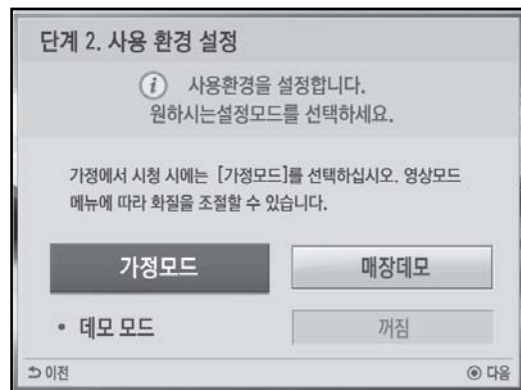 단계 2. 사용 환경 설정
i 사용환경을 설정합니다.
원하시는설정모드를 선택하세요.
가정에서 시청 시에는 [가정모드]를 선택하십시오. 영상모드
메뉴에 따라 화질을 조절할 수 있습니다.
가정모드 매장데모
• 데모 모드 꺼짐
이전 다음